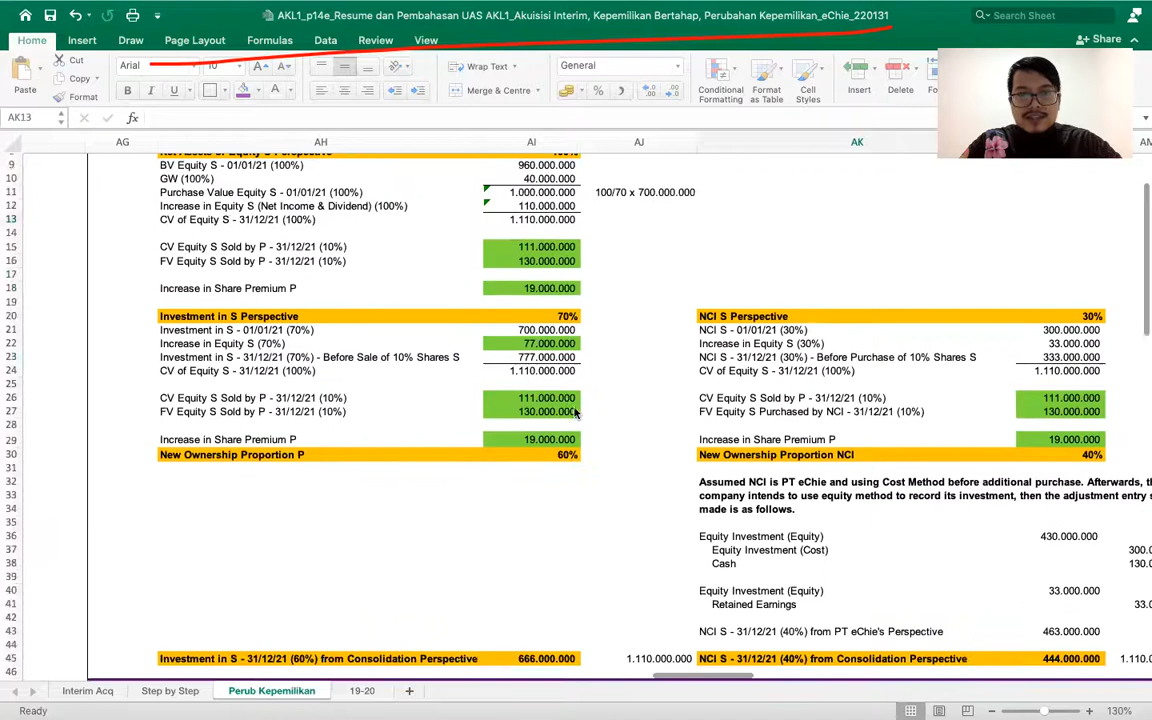 AKL1_p14e_Resume dan Pembahasan UAS AKL1_Akuisisi Interim, Kepemilikan Bertahap, Perubahan Kepemilikan_eChie_220131
Search Sheet
Home Insert Draw Page Layout Formulas Data Review View
Share
Paste
Cut
Copy
Format
Arial
Wrap Text
Merge & Centre
General
Conditional Formatting
Format as Table
Cell Styles
Insert
Delete
AK13
fx
AG AH AI AJ AK AM
9 BV Equity S - 01/01/21 (100%) 960.000.000
10 GW (100%) 40.000.000
11 Purchase Value Equity S - 01/01/21 (100%) 1.000.000.000 100/70 x 700.000.000
12 Increase in Equity S (Net Income & Dividend) (100%) 110.000.000
13 CV of Equity S - 31/12/21 (100%) 1.110.000.000
14
15 CV Equity S Sold by P - 31/12/21 (10%) 111.000.000
16 FV Equity S Sold by P - 31/12/21 (10%) 130.000.000
17
18 Increase in Share Premium P 19.000.000
19
20 Investment in S Perspective 70% NCI S Perspective 30%
21 Investment in S - 01/01/21 (70%) 700.000.000 NCI S - 01/01/21 (30%) 300.000.000
22 Increase in Equity S (70%) 77.000.000 Increase in Equity S (30%) 33.000.000
23 Investment in S - 31/12/21 (70%) - Before Sale of 10% Shares S 777.000.000 NCI S - 31/12/21 (30%) - Before Purchase of 10% Shares S 333.000.000
24 CV of Equity S - 31/12/21 (100%) 1.110.000.000 CV of Equity S - 31/12/21 (100%) 1.110.000.000
25
26 CV Equity S Sold by P - 31/12/21 (10%) 111.000.000 CV Equity S Sold by P - 31/12/21 (10%) 111.000.000
27 FV Equity S Sold by P - 31/12/21 (10%) 130.000.000 FV Equity S Purchased by NCI - 31/12/21 (10%) 130.000.000
28
29 Increase in Share Premium P 19.000.000 Increase in Share Premium P 19.000.000
30 New Ownership Proportion P 60% New Ownership Proportion NCI 40%
31
32 Assumed NCI is PT eChie and using Cost Method before additional purchase. Afterwards,
33 company intends to use equity method to record its investment, then the adjustment entry
34 made is as follows.
35
36 Equity Investment (Equity) 430.000.000
37 Equity Investment (Cost) 300.
38 Cash 130.
39
40 Equity Investment (Equity) 33.000.000
41 Retained Earnings 33.
42
43 NCI S - 31/12/21 (40%) from PT eChie's Perspective 463.000.000
44
45 Investment in S - 31/12/21 (60%) from Consolidation Perspective 666.000.000 1.110.000.000 NCI S - 31/12/21 (40%) from Consolidation Perspective 444.000.000 1.110.
46
Interim Acq Step by Step Perub Kepemilikan 19-20
Ready
130%